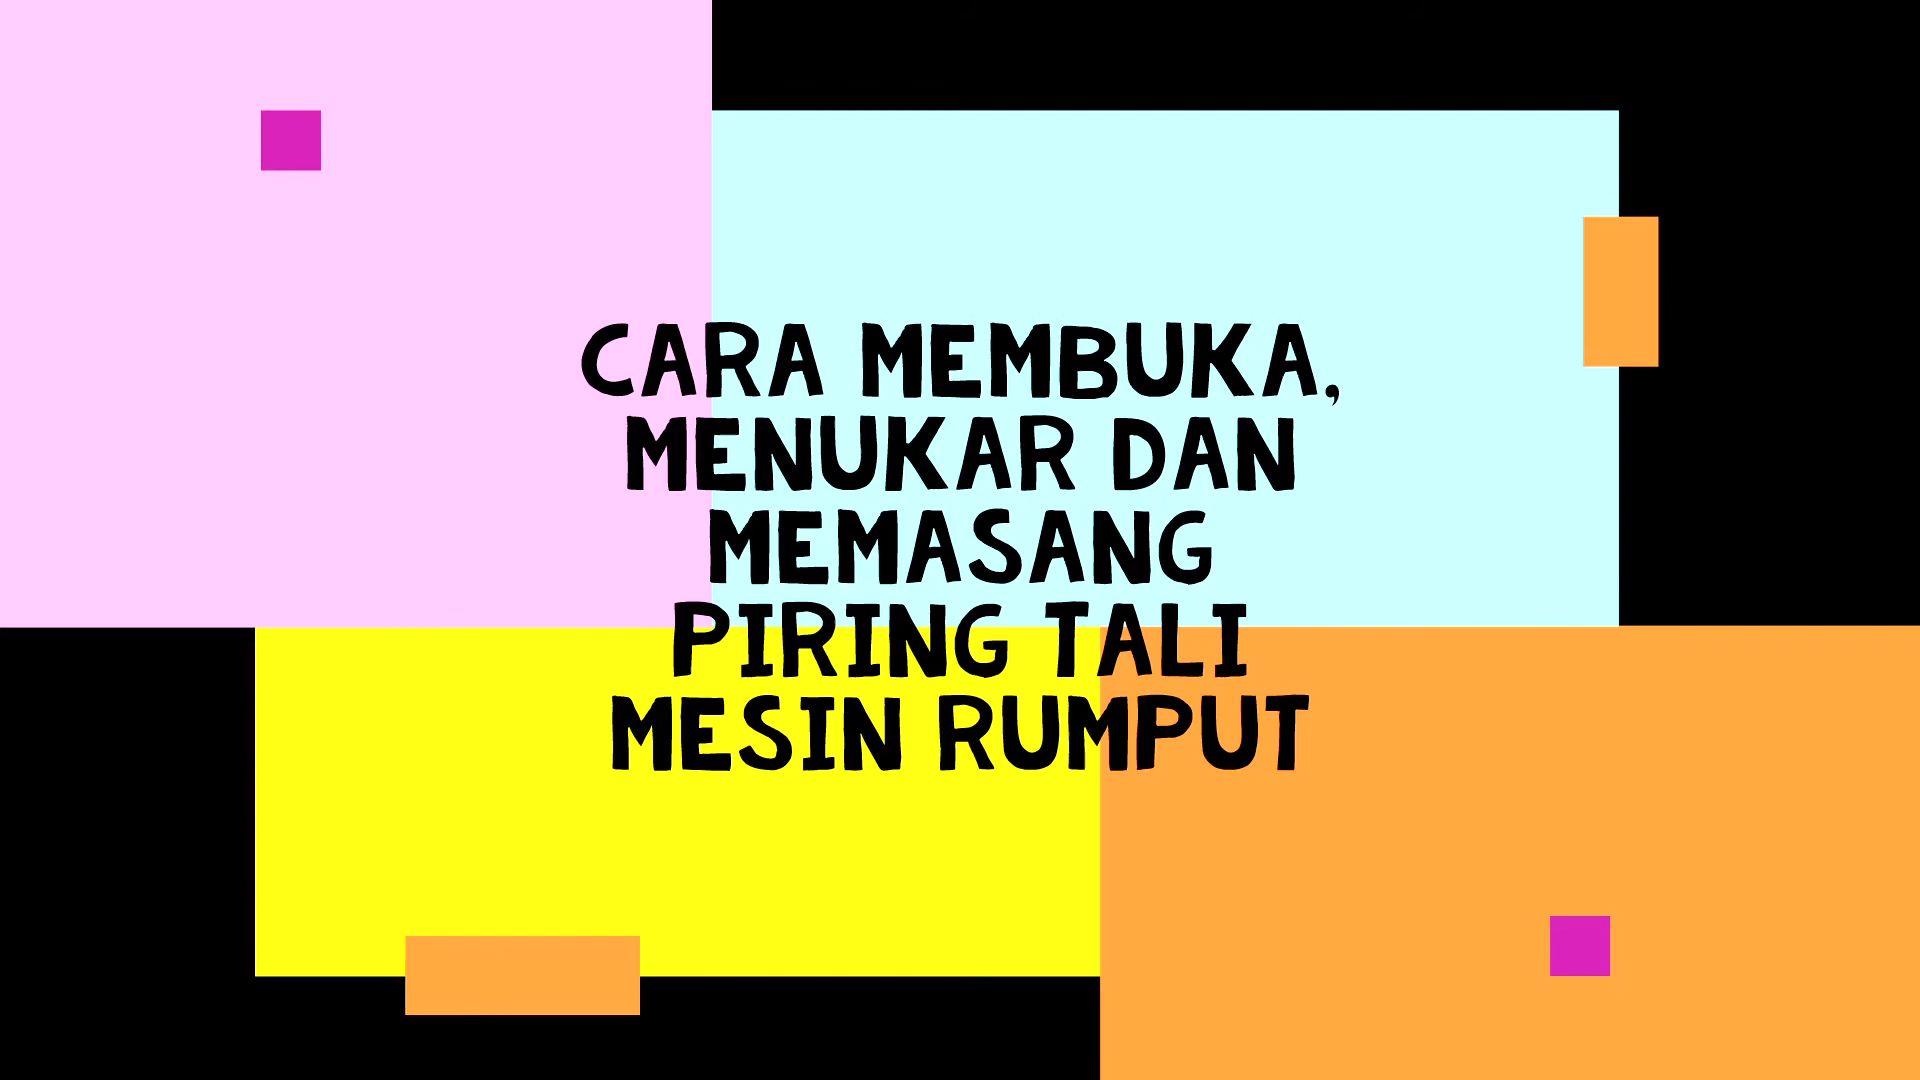 CARA MEMBUKA,
MENUKAR DAN
MEMASANG
PIRING TALI
MESIN RUMPUT